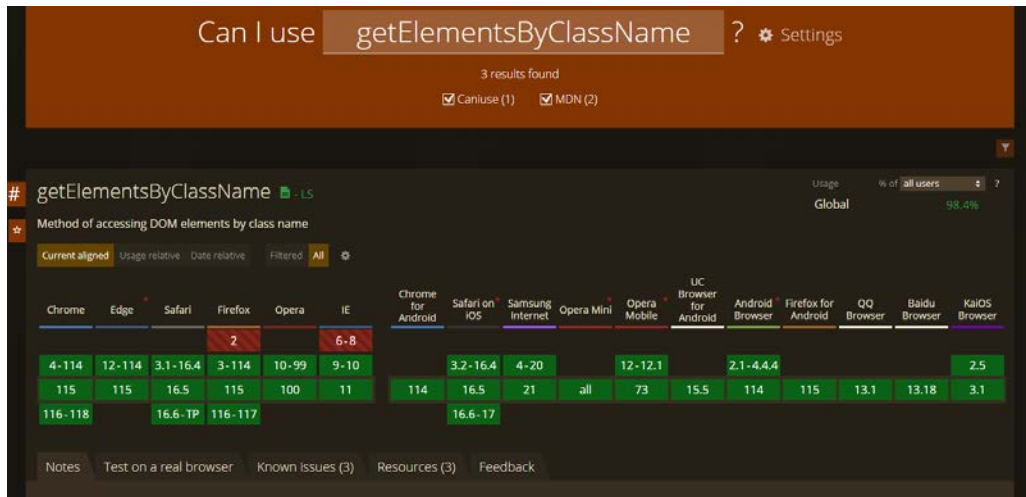 Can I use getElementsByClassName ? Settings
3 results found
Caniuse (1) MDN (2)
# getElementsByClassName - LS
Usage % of all users ?
Global 98.4%
Method of accessing DOM elements by class name
Current aligned Usage relative Date relative Filtered All
Chrome Edge * Safari Firefox Opera IE Chrome for Android Safari on iOS * Samsung Internet Opera Mini * Opera Mobile * UC Browser for Android Android Browser * Firefox for Android QQ Browser Baidu Browser KaiOS Browser
2 6-8
4-114 12-114 3.1-16.4 3-114 10-99 9-10 3.2-16.4 4-20 12-12.1 2.1-4.4.4 2.5
115 115 16.5 115 100 11 114 16.5 21 all 73 15.5 114 115 13.1 13.18 3.1
116-118 16.6-TP 116-117 16.6-17
Notes Test on a real browser Known issues (3) Resources (3) Feedback